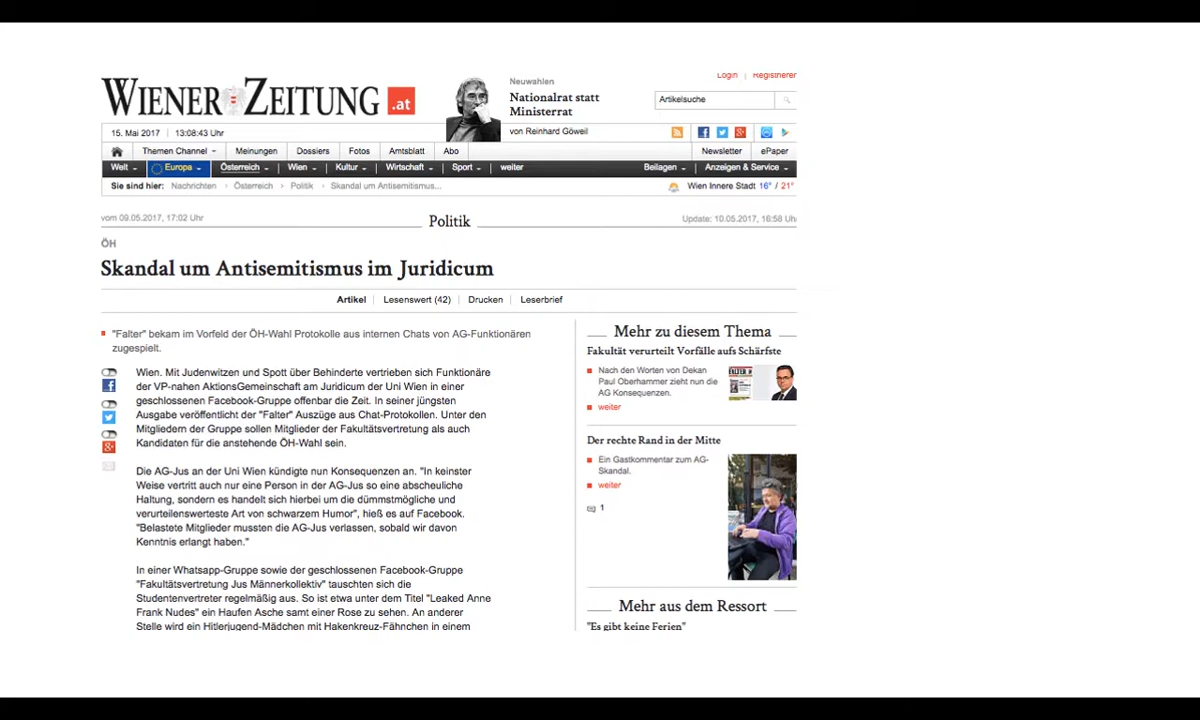 WIENER ZEITUNG .at
Neuwahlen
Nationalrat statt
Ministerrat
von Reinhard Göweil
Login | Registrieren
Artikelsuche
15. Mai 2017 | 13:08:43 Uhr
Themen Channel Meinungen Dossiers Fotos Amtsblatt Abo Newsletter ePaper
Welt Europa Österreich Wien Kultur Wirtschaft Sport weiter Beilagen Anzeigen & Service
Sie sind hier: Nachrichten › Österreich › Politik › Skandal um Antisemitismus...
Wien Innere Stadt 16° / 21°
vom 09.05.2017, 17:02 Uhr
Politik
Update: 10.05.2017, 16:58 Uh
ÖH
Skandal um Antisemitismus im Juridicum
Artikel | Lesenswert (42) | Drucken | Leserbrief
"Falter" bekam im Vorfeld der ÖH-Wahl Protokolle aus internen Chats von AG-Funktionären
zugespielt.
Wien. Mit Judenwitzen und Spott über Behinderte vertrieben sich Funktionäre
der VP-nahen AktionsGemeinschaft am Juridicum der Uni Wien in einer
geschlossenen Facebook-Gruppe offenbar die Zeit. In seiner jüngsten
Ausgabe veröffentlicht der "Falter" Auszüge aus Chat-Protokollen. Unter den
Mitgliedern der Gruppe sollen Mitglieder der Fakultätsvertretung als auch
Kandidaten für die anstehende ÖH-Wahl sein.
Die AG-Jus an der Uni Wien kündigte nun Konsequenzen an. "In keinster
Weise vertritt auch nur eine Person in der AG-Jus so eine abscheuliche
Haltung, sondern es handelt sich hierbei um die dümmstmögliche und
verurteilenswerteste Art von schwarzem Humor", hieß es auf Facebook.
"Belastete Mitglieder mussten die AG-Jus verlassen, sobald wir davon
Kenntnis erlangt haben."
In einer Whatsapp-Gruppe sowie der geschlossenen Facebook-Gruppe
"Fakultätsvertretung Jus Männerkollektiv" tauschten sich die
Studentenvertreter regelmäßig aus. So ist etwa unter dem Titel "Leaked Anne
Frank Nudes" ein Haufen Asche samt einer Rose zu sehen. An anderer
Stelle wird ein Hitlerjugend-Mädchen mit Hakenkreuz-Fähnchen in einem
Mehr zu diesem Thema
Fakultät verurteilt Vorfälle aufs Schärfste
Nach den Worten von Dekan
Paul Oberhammer zieht nun die
AG Konsequenzen.
weiter
FALTER
Der rechte Rand in der Mitte
Ein Gastkommentar zum AG-
Skandal.
weiter
1
Mehr aus dem Ressort
"Es gibt keine Ferien"